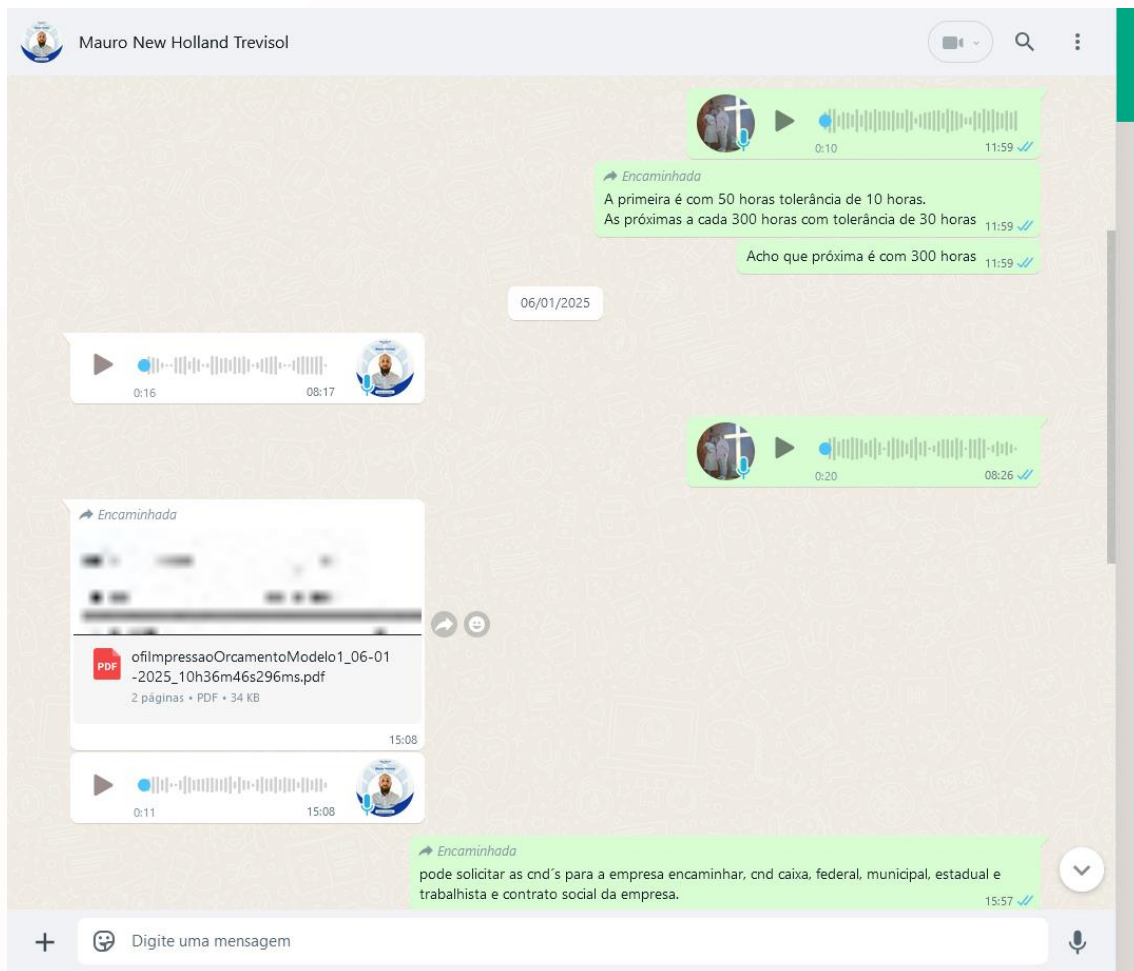 Mauro New Holland Trevisol
0:10 11:59
Encaminhada
A primeira é com 50 horas tolerância de 10 horas.
As próximas a cada 300 horas com tolerância de 30 horas 11:59
Acho que próxima é com 300 horas 11:59
06/01/2025
0:16 08:17
0:20 08:26
Encaminhada
PDF
ofiImpressaoOrcamentoModelo1_06-01
-2025_10h36m46s296ms.pdf
2 páginas • PDF • 34 KB
15:08
0:11 15:08
Encaminhada
pode solicitar as cnd´s para a empresa encaminhar, cnd caixa, federal, municipal, estadual e
trabalhista e contrato social da empresa. 15:57
Digite uma mensagem